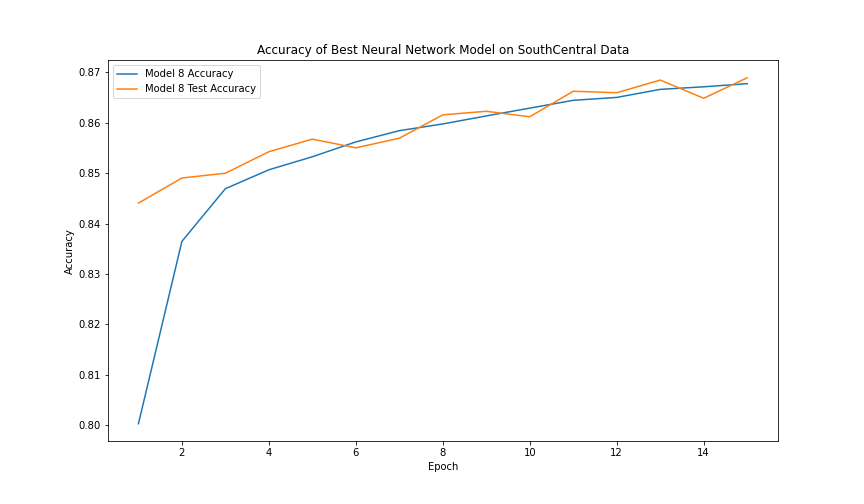 Accuracy of Best Neural Network Model on SouthCentral Data
Model 8 Accuracy
Model 8 Test Accuracy
0.87
0.86
0.85
0.84
0.83
0.82
0.81
0.80
Accuracy
2 4 6 8 10 12 14
Epoch